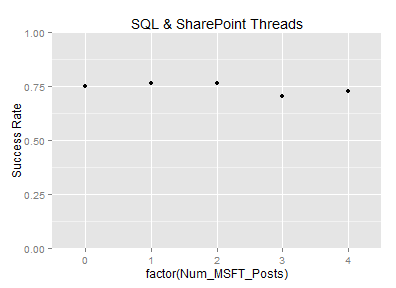 SQL & SharePoint Threads
1.00
0.75
0.50
0.25
0.00
Success Rate
0 1 2 3 4
factor(Num_MSFT_Posts)